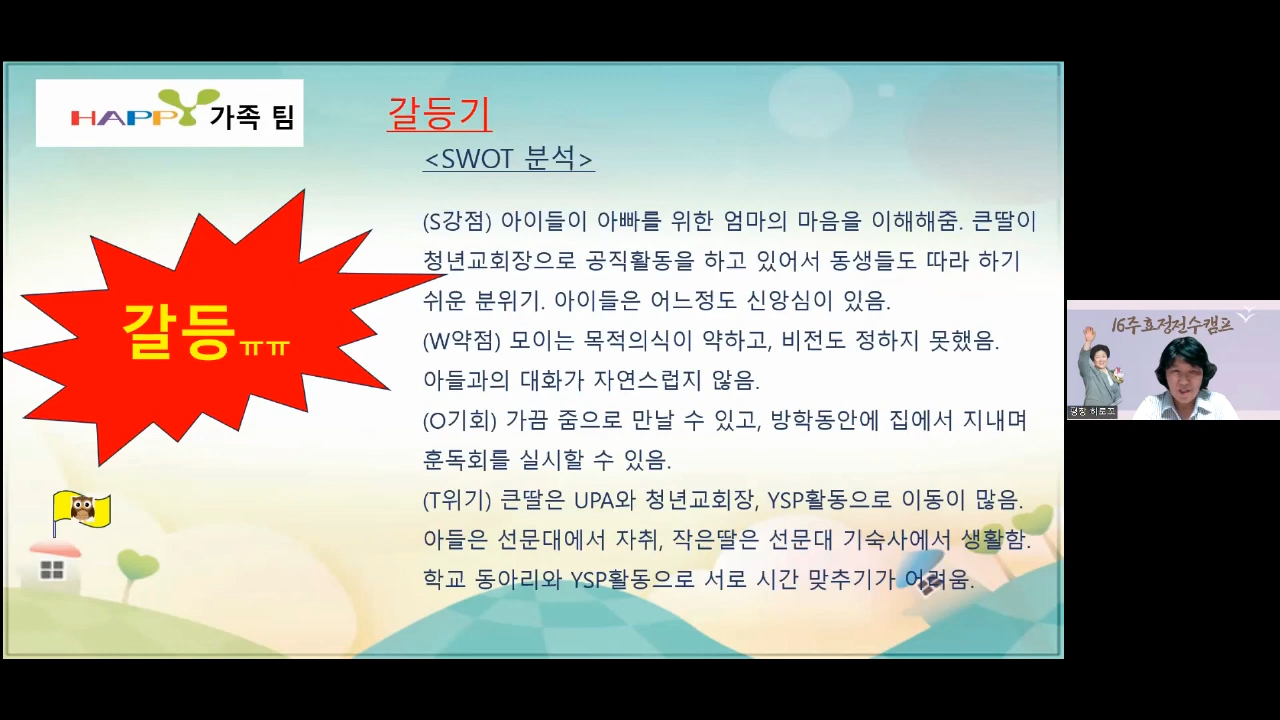 HAPPY 가족 팀
갈등기
<SWOT 분석>
(S강점) 아이들이 아빠를 위한 엄마의 마음을 이해해줌. 큰딸이
청년교회장으로 공직활동을 하고 있어서 동생들도 따라 하기
쉬운 분위기. 아이들은 어느정도 신앙심이 있음.
(W약점) 모이는 목적의식이 약하고, 비전도 정하지 못했음.
아들과의 대화가 자연스럽지 않음.
(O기회) 가끔 줌으로 만날 수 있고, 방학동안에 집에서 지내며
훈독회를 실시할 수 있음.
(T위기) 큰딸은 UPA와 청년교회장, YSP활동으로 이동이 많음.
아들은 선문대에서 자취, 작은딸은 선문대 기숙사에서 생활함.
학교 동아리와 YSP활동으로 서로 시간 맞추기가 어려움.
갈등ㅠㅠ
16주효정전수캠프